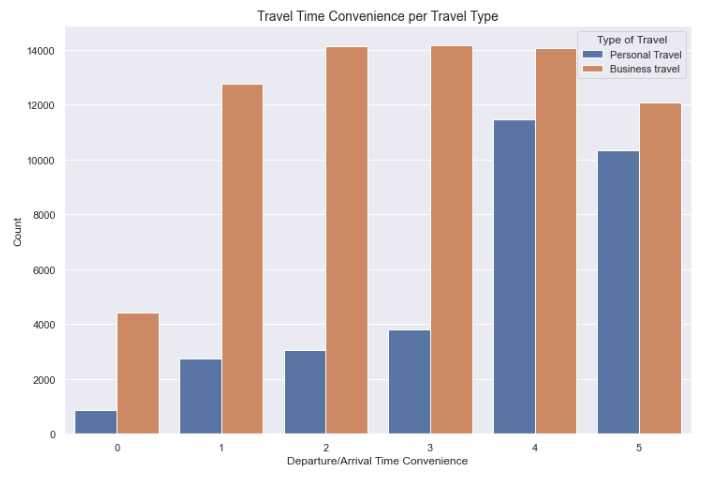 Travel Time Convenience per Travel Type
Type of Travel
Personal Travel
Business travel
14000
12000
10000
8000
6000
4000
2000
0
Count
0 1 2 3 4 5
Departure/Arrival Time Convenience